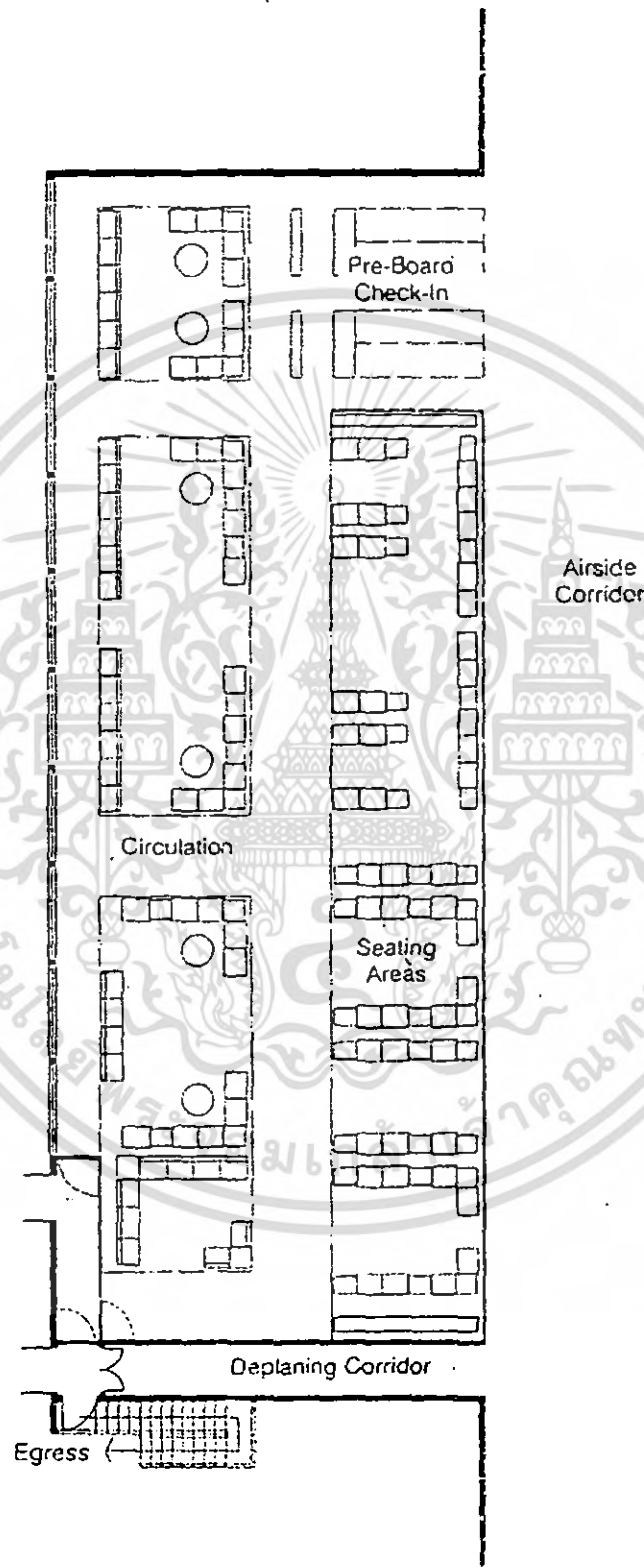 Pre-Board
Check-In
Airside
Corridor
Circulation
Seating
Areas
Deplaning Corridor
Egress